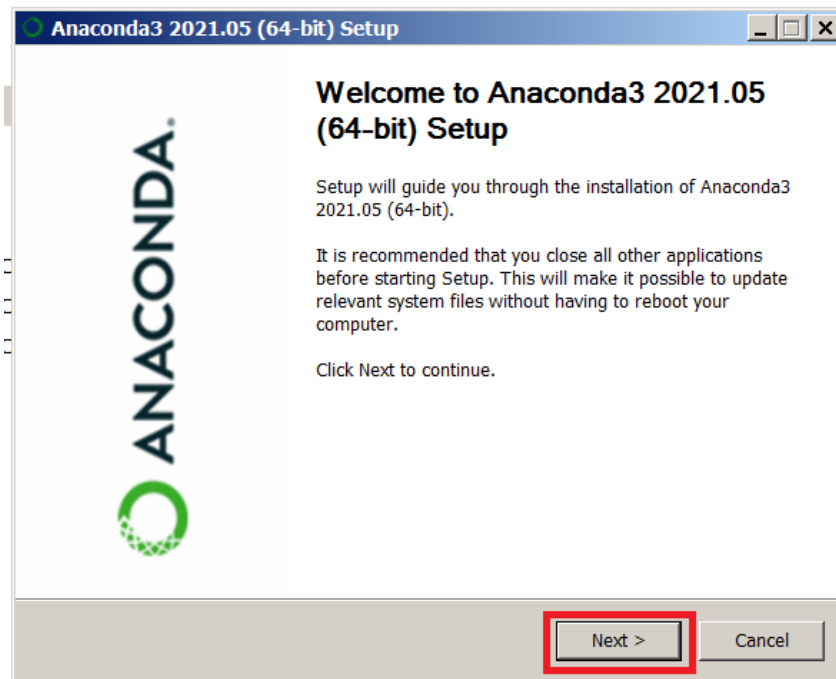 Anaconda3 2021.05 (64-bit) Setup
ANACONDA.
Welcome to Anaconda3 2021.05
(64-bit) Setup
Setup will guide you through the installation of Anaconda3
2021.05 (64-bit).
It is recommended that you close all other applications
before starting Setup. This will make it possible to update
relevant system files without having to reboot your
computer.
Click Next to continue.
Next >
Cancel